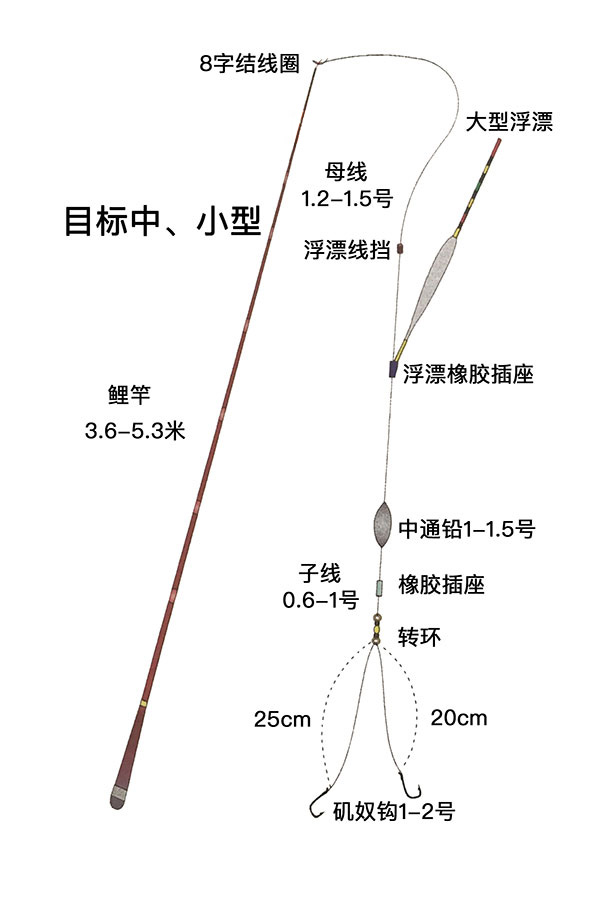 8字结线圈
大型浮漂
母线
1.2–1.5号
目标中、小型
浮漂线挡
浮漂橡胶插座
鲤竿
3.6–5.3米
中通铅1–1.5号
子线
0.6–1号
橡胶插座
转环
25cm
20cm
矶奴钩1–2号